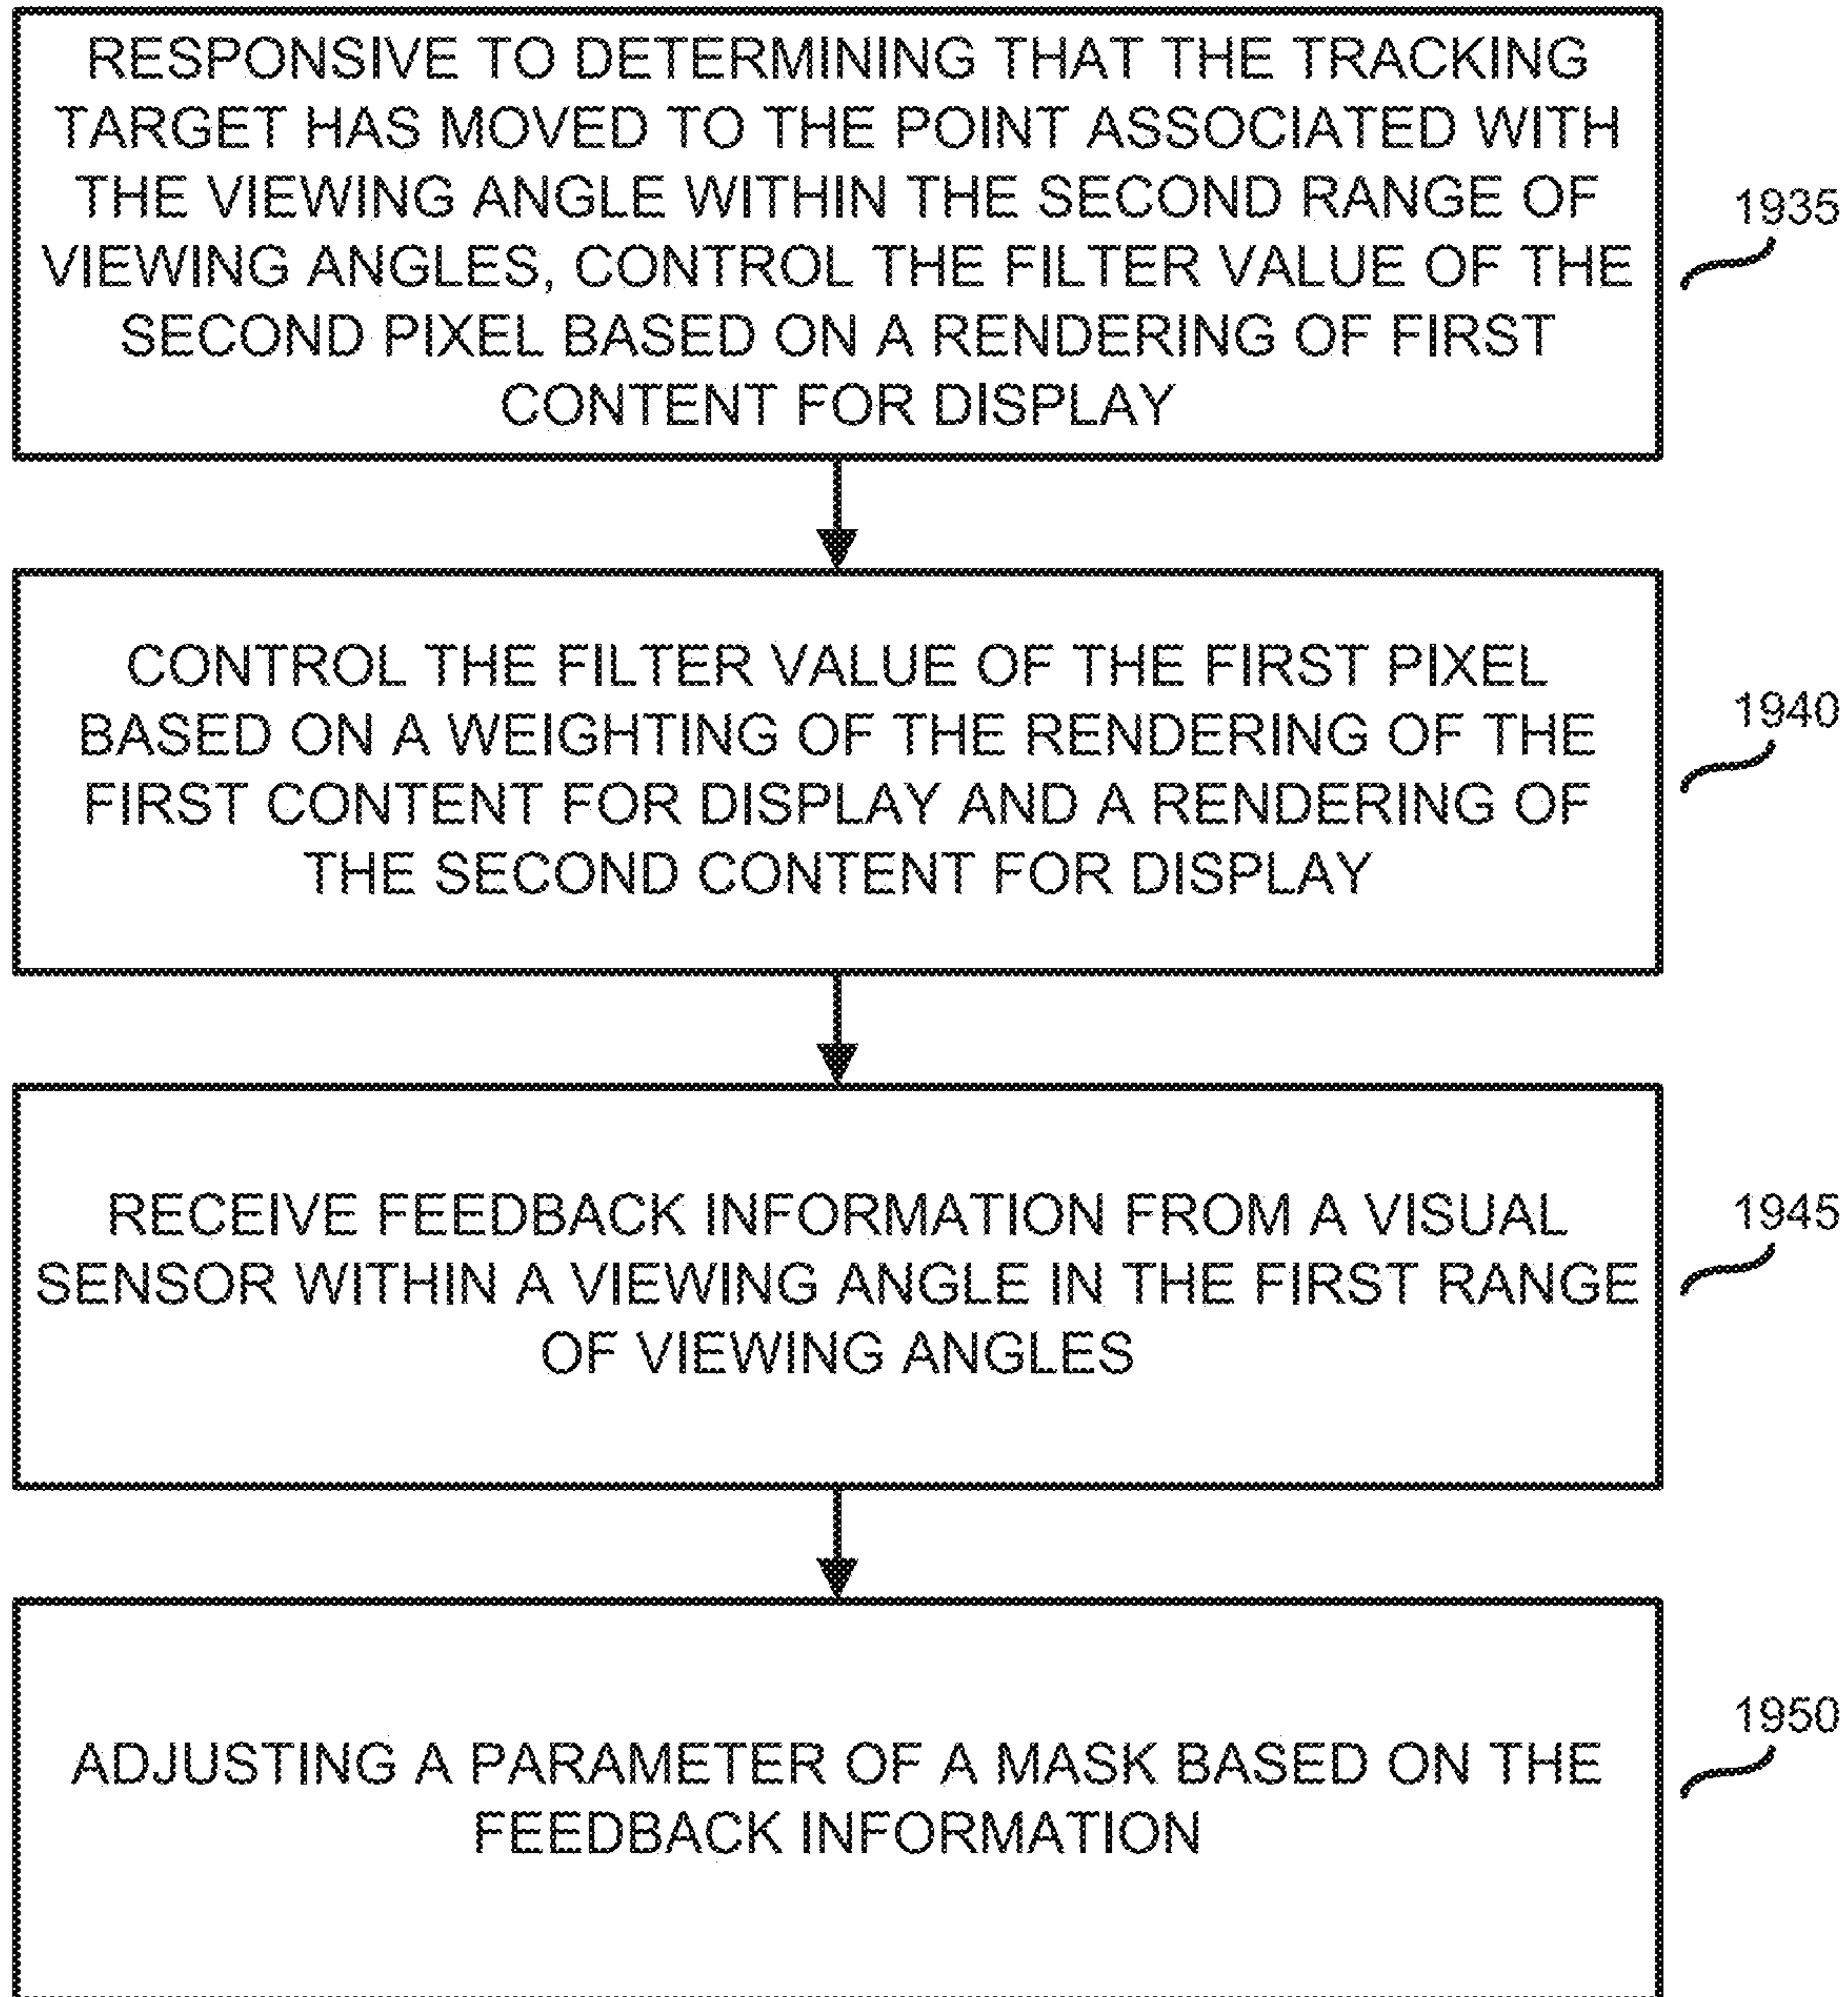 RESPONSIVE TO DETERMINING THAT THE TRACKING
TARGET HAS MOVED TO THE POINT ASSOCIATED WITH
THE VIEWING ANGLE WITHIN THE SECOND RANGE OF
VIEWING ANGLES, CONTROL THE FILTER VALUE OF THE
SECOND PIXEL BASED ON A RENDERING OF FIRST
CONTENT FOR DISPLAY
1935
CONTROL THE FILTER VALUE OF THE FIRST PIXEL
BASED ON A WEIGHTING OF THE RENDERING OF THE
FIRST CONTENT FOR DISPLAY AND A RENDERING OF
THE SECOND CONTENT FOR DISPLAY
1940
RECEIVE FEEDBACK INFORMATION FROM A VISUAL
SENSOR WITHIN A VIEWING ANGLE IN THE FIRST RANGE
OF VIEWING ANGLES
1945
ADJUSTING A PARAMETER OF A MASK BASED ON THE
FEEDBACK INFORMATION
1950